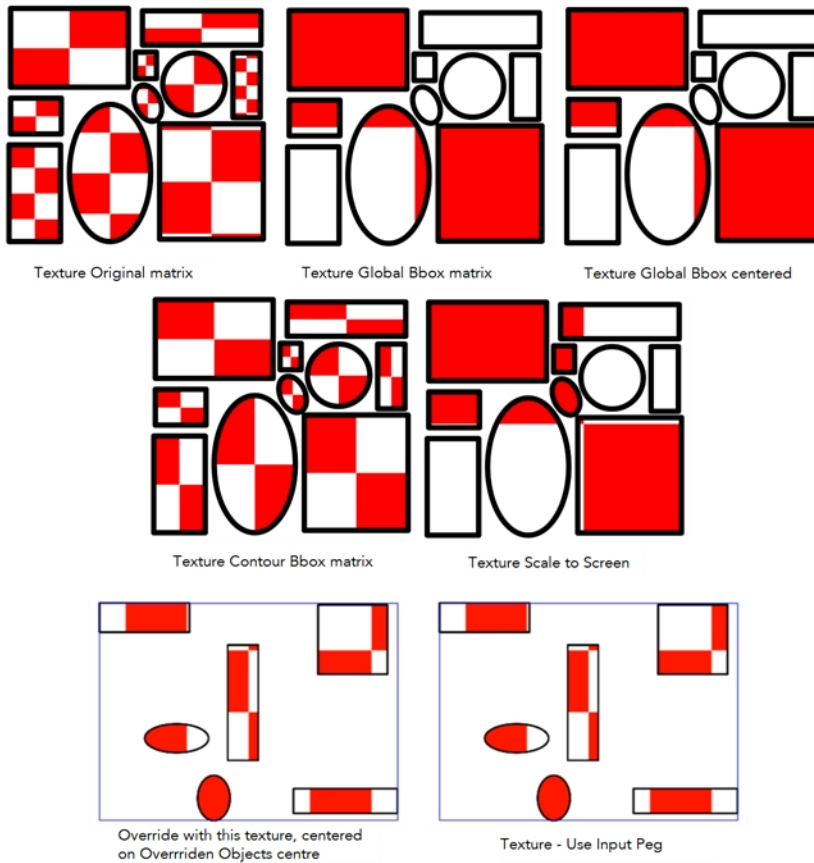 Texture Original matrix
Texture Global Bbox matrix
Texture Global Bbox centered
Texture Contour Bbox matrix
Texture Scale to Screen
Override with this texture, centered
on Overrriden Objects centre
Texture - Use Input Peg